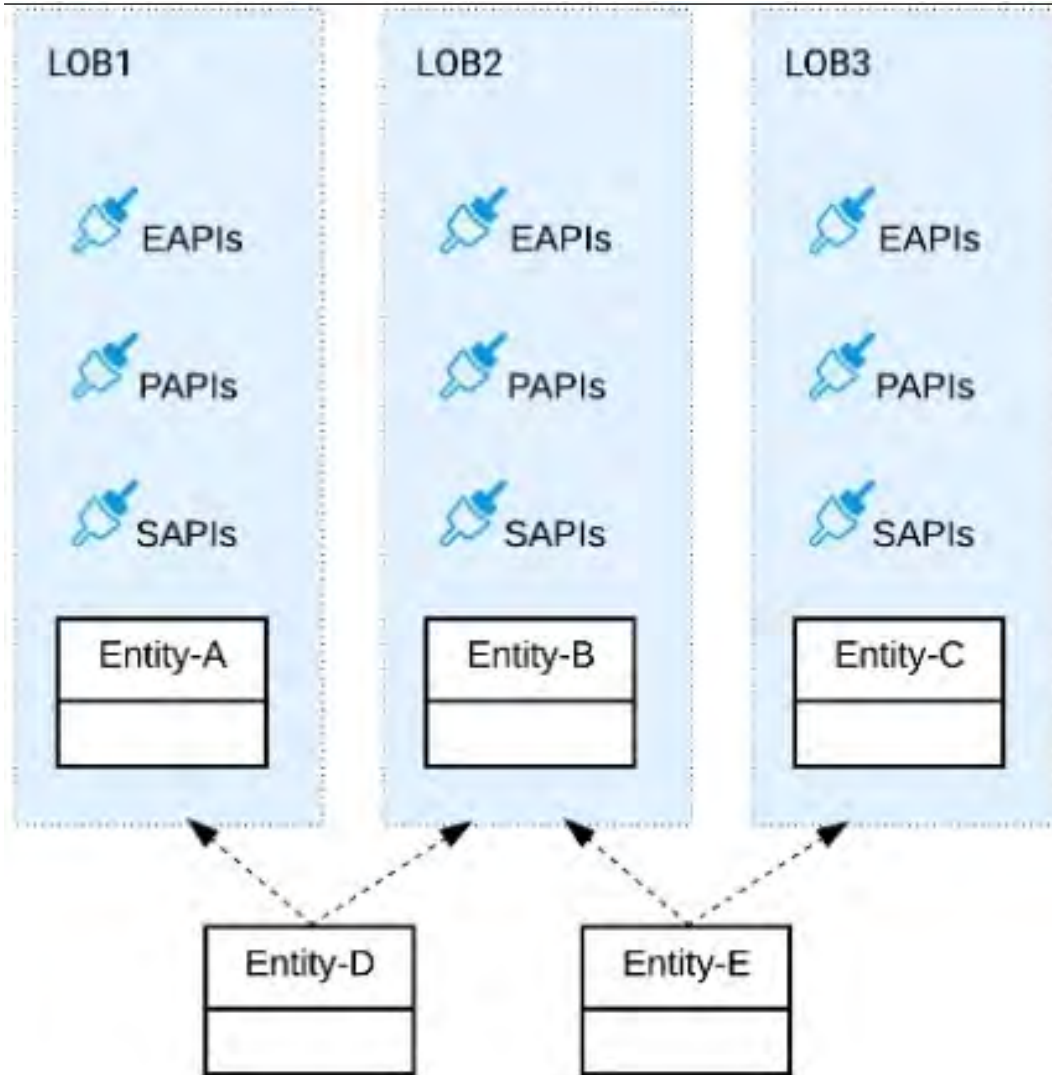 LOB1 LOB2 LOB3
EAPIs EAPIs EAPIs
PAPIs PAPIs PAPIs
SAPIs SAPIs SAPIs
Entity-A Entity-B Entity-C
Entity-D Entity-E